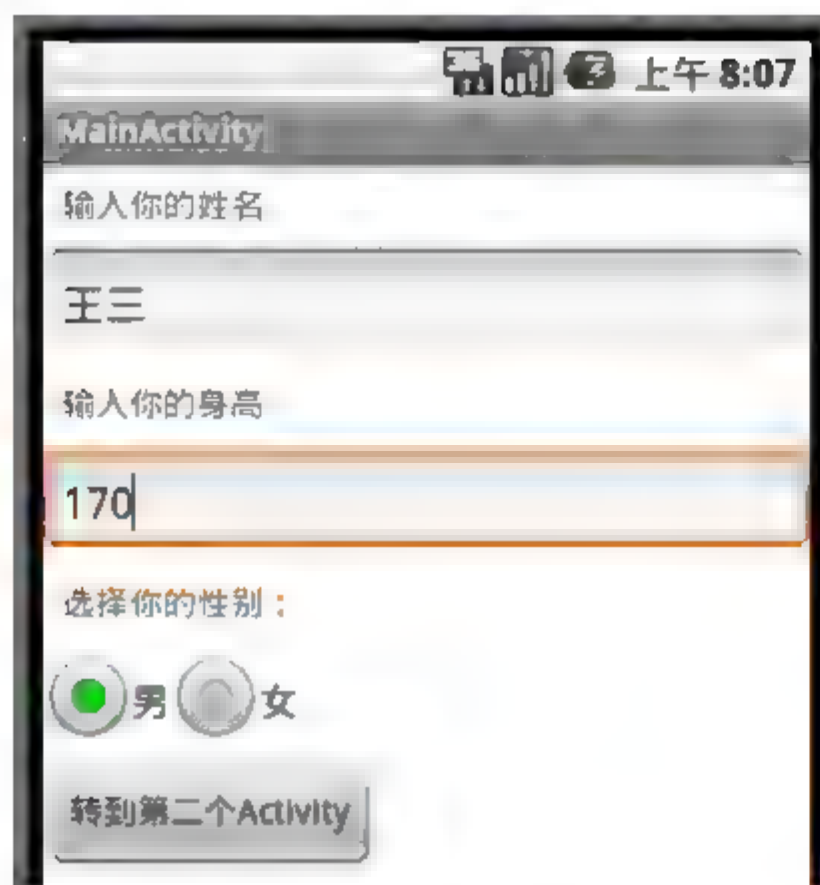 上午 8:07
MainActivity
输入你的姓名
王三
输入你的身高
170
选择你的性别：
男 女
转到第二个Activity